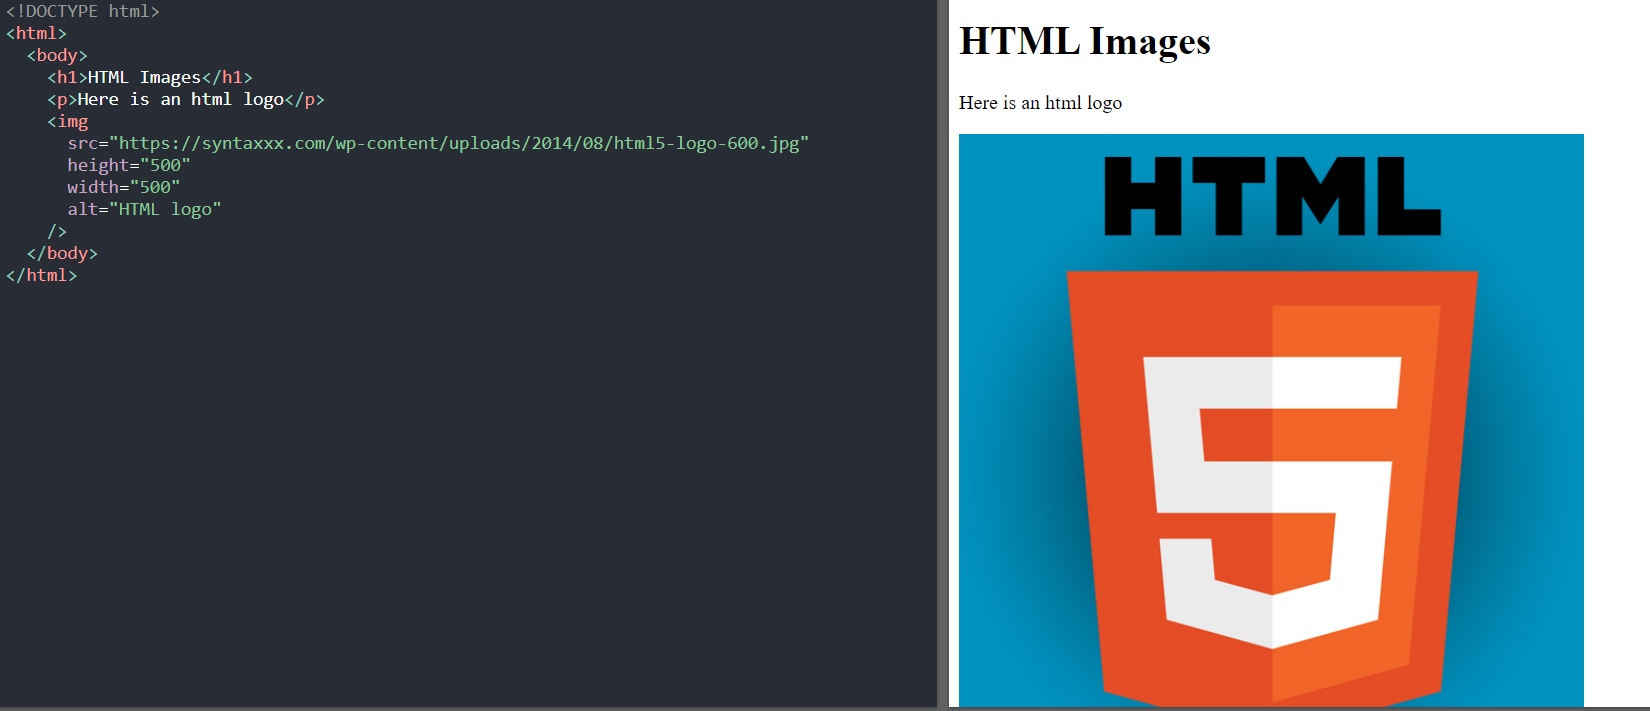 <!DOCTYPE html>
<html>
<body>
<h1>HTML Images</h1>
<p>Here is an html logo</p>
<img
src="https://syntaxxx.com/wp-content/uploads/2014/08/html5-logo-600.jpg"
height="500"
width="500"
alt="HTML logo"
/>
</body>
</html>
HTML Images
Here is an html logo
HTML
5